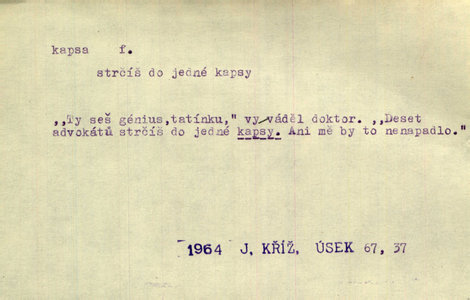 kapsa f.
strčíš do jedné kapsy
,,Ty seš génius,tatínku," vyváděl doktor. ,,Deset
advokátů strčíš do jedné kapsy. Ani mě by to nenapadlo."
1964 J. KŘÍŽ, ÚSEK 67, 37